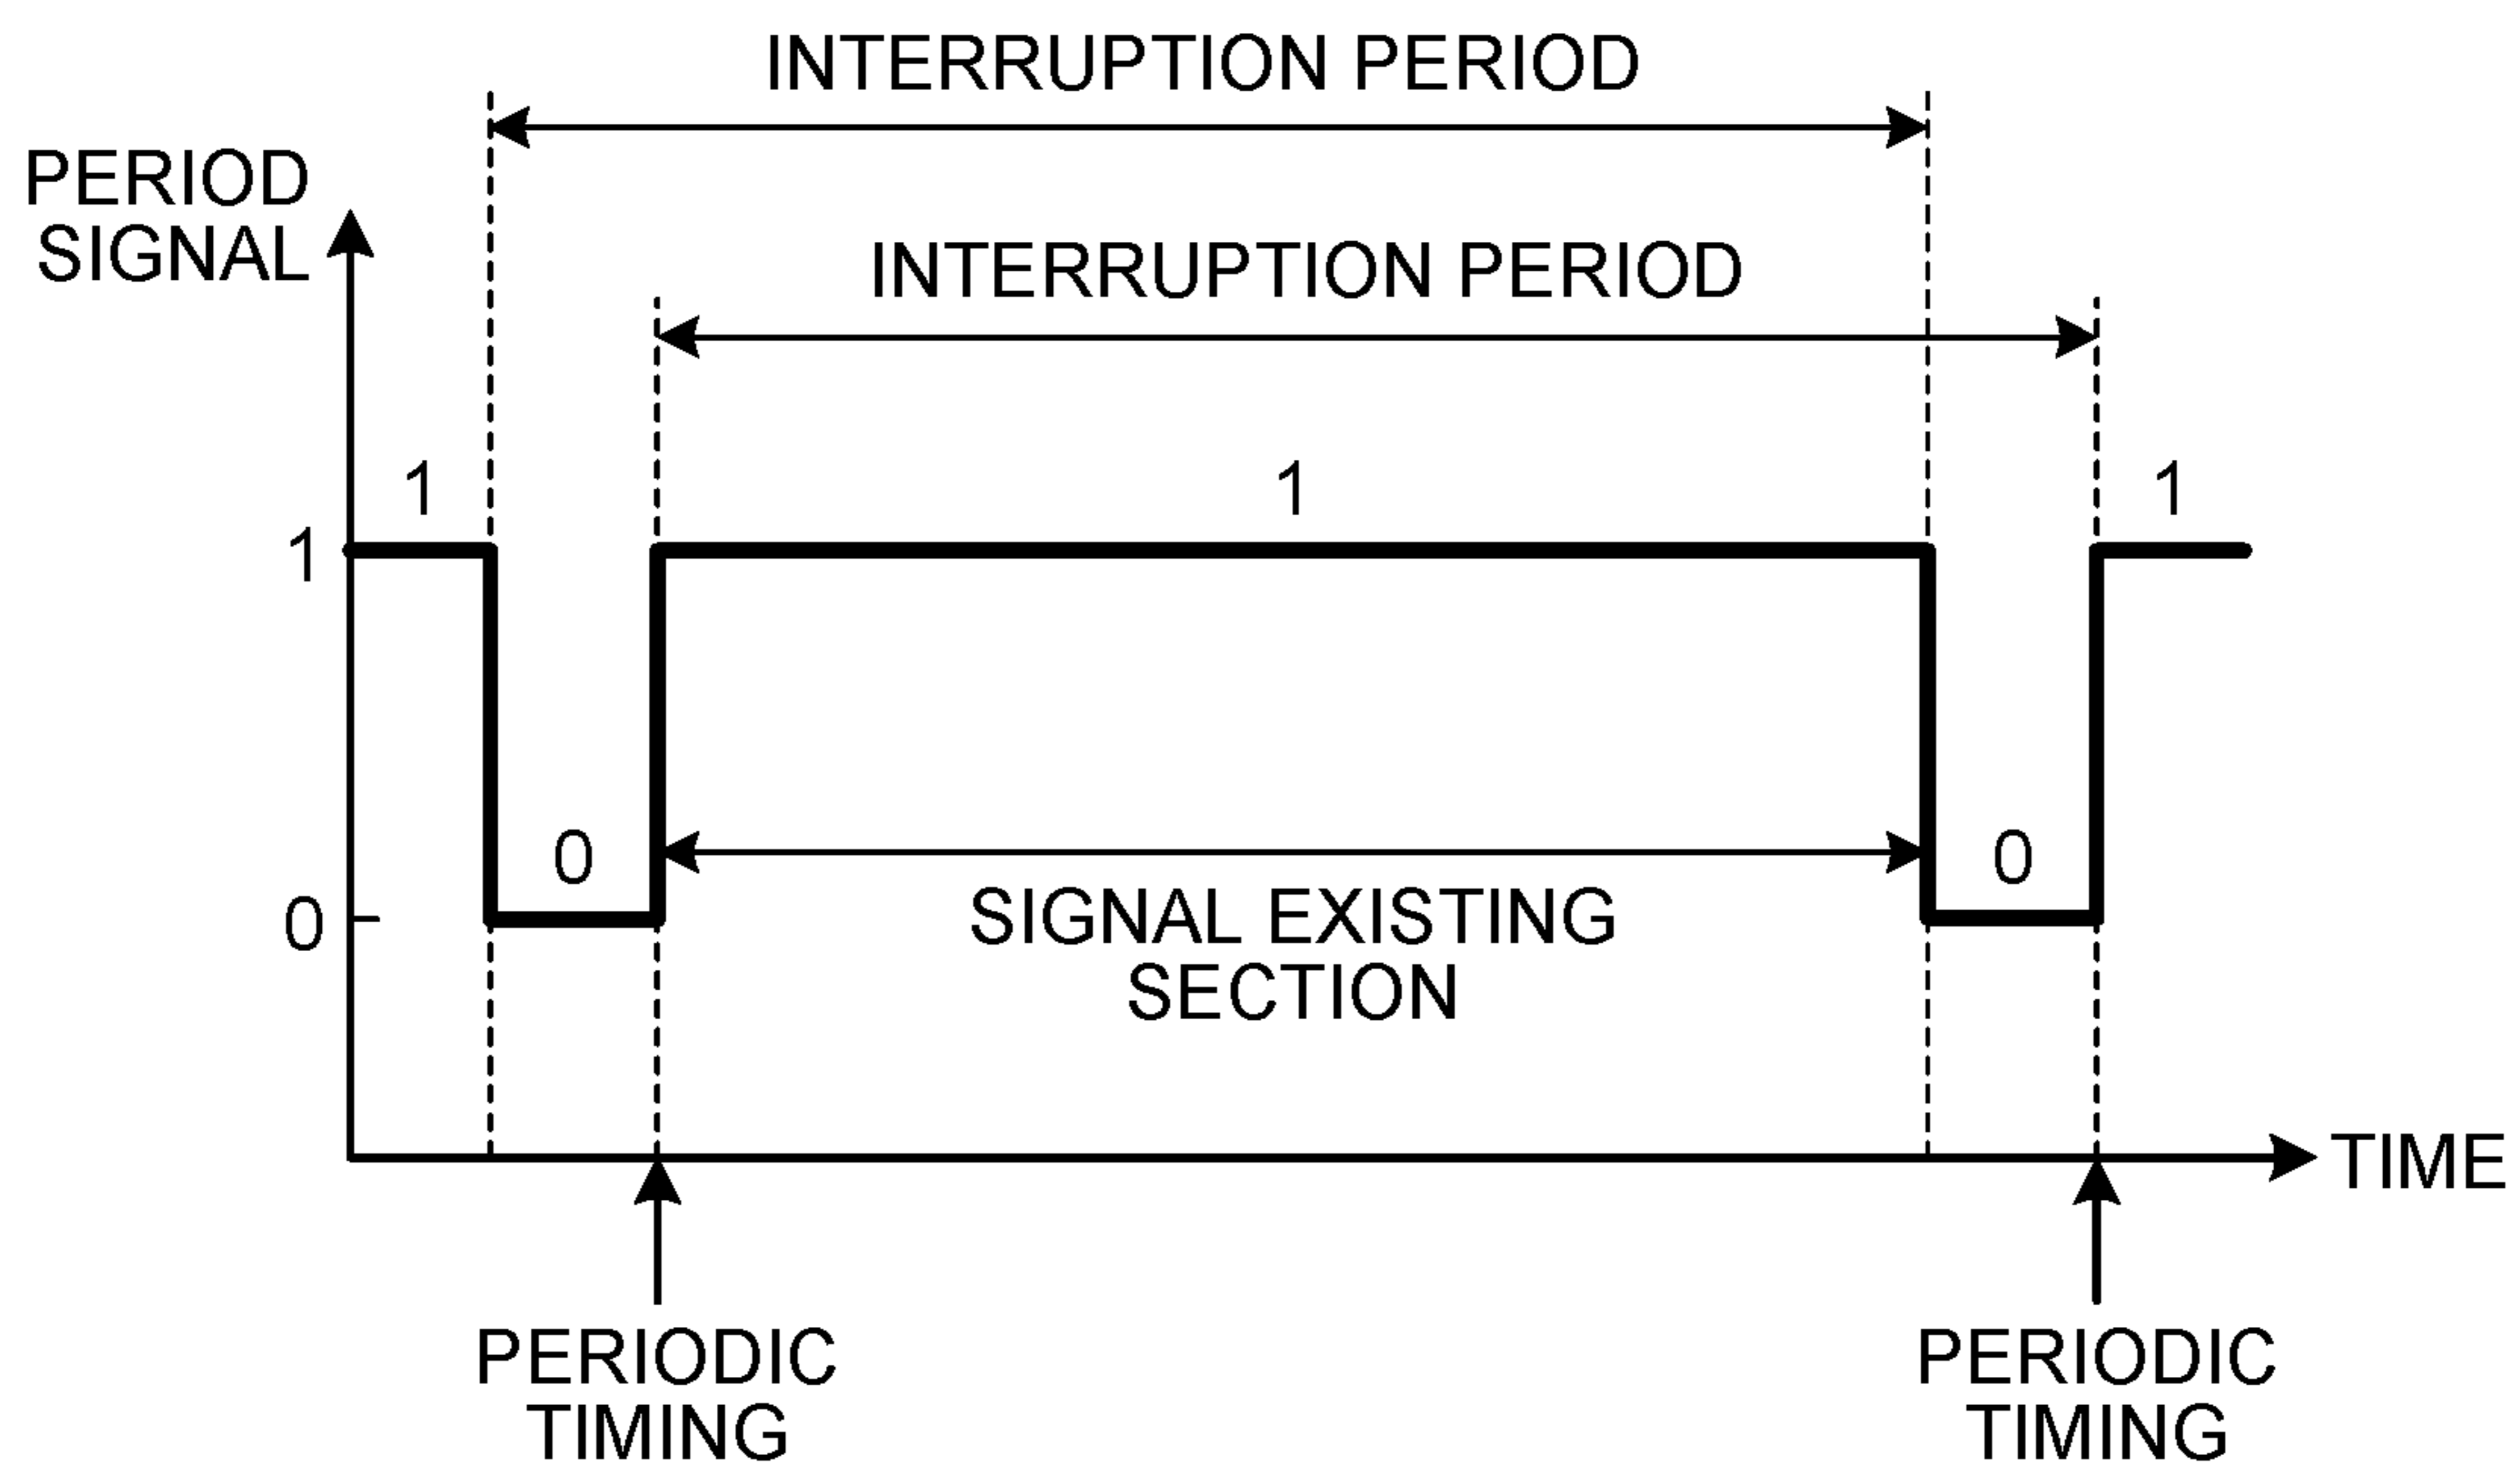 INTERRUPTION PERIOD
PERIOD
SIGNAL
INTERRUPTION PERIOD
1
1
1
1
0
0
0
SIGNAL EXISTING
SECTION
TIME
PERIODIC
TIMING
PERIODIC
TIMING